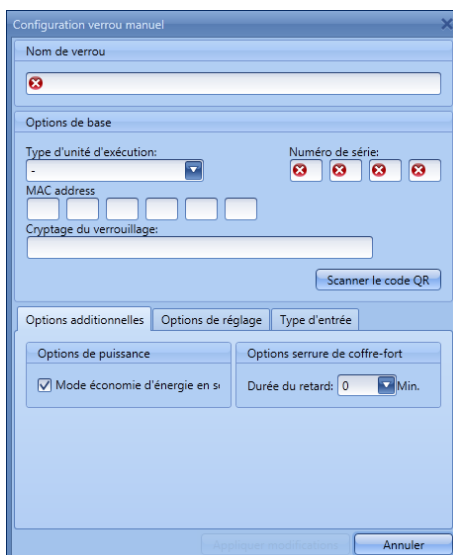 Configuration verrou manuel
Nom de verrou
Options de base
Type d'unité d'exécution:
Numéro de série:
-
MAC address
Cryptage du verrouillage:
Scanner le code QR
Options additionnelles
Options de réglage
Type d'entrée
Options de puissance
Options serrure de coffre-fort
Mode économie d'énergie en
Durée du retard: 0 Min.
Appliquer modifications
Annuler